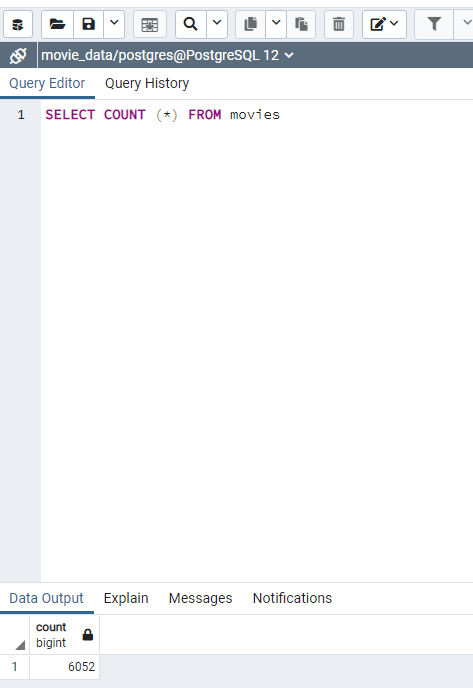 movie_data/postgres@PostgreSQL 12
Query Editor Query History
1 SELECT COUNT (*) FROM movies
Data Output Explain Messages Notifications
count
bigint
1 6052